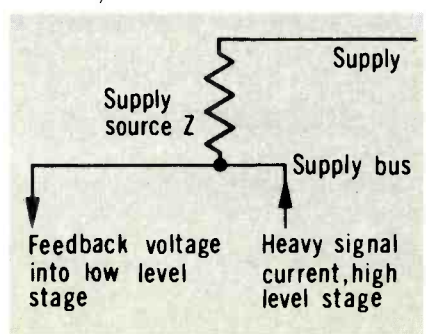 Supply
Supply
source Z
Supply bus
Feedback voltage
into low level
stage
Heavy signal
current, high
level stage